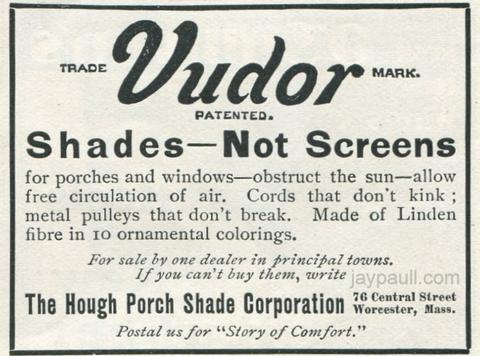 TRADE Vudor MARK.
PATENTED.
Shades—Not Screens
for porches and windows—obstruct the sun—allow
free circulation of air. Cords that don't kink;
metal pulleys that don't break. Made of Linden
fibre in 10 ornamental colorings.
For sale by one dealer in principal towns.
If you can't buy them, write
jaypaull.com
The Hough Porch Shade Corporation 76 Central Street
Worcester, Mass.
Postal us for "Story of Comfort."